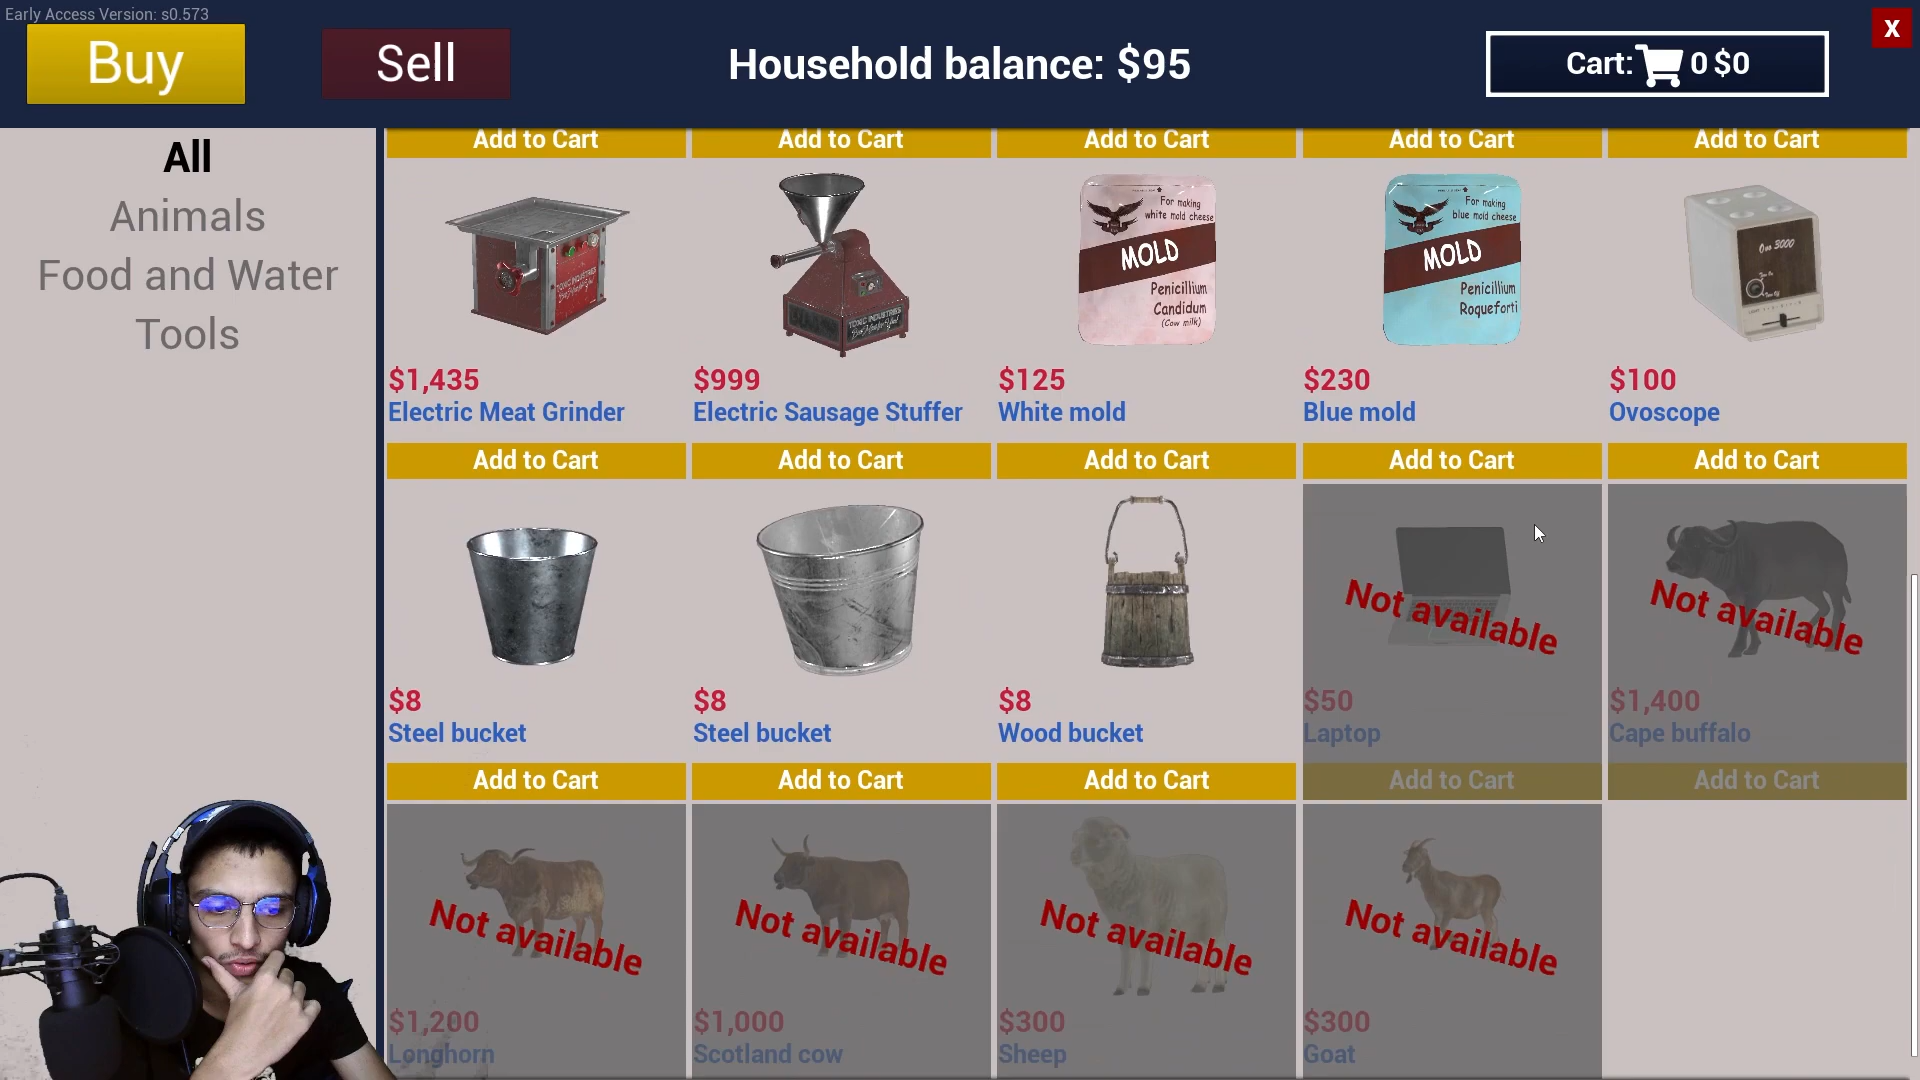 Early Access Version: s0.573
Buy
Sell
Household balance: $95
Cart: 0 $0
X
All
Animals
Food and Water
Tools
Add to Cart
Add to Cart
Add to Cart
Add to Cart
Add to Cart
For making
white mold cheese
MOLD
Penicillium
Candidum
(Cow milk)
For making
blue mold cheese
MOLD
Penicillium
Roqueforti
Ovo 3000
TOXIC INDUSTRIES
TOXIC INDUSTRIES
$1,435
Electric Meat Grinder
$999
Electric Sausage Stuffer
$125
White mold
$230
Blue mold
$100
Ovoscope
Add to Cart
Add to Cart
Add to Cart
Add to Cart
Add to Cart
Not available
Not available
$8
Steel bucket
$8
Steel bucket
$8
Wood bucket
$50
Laptop
$1,400
Cape buffalo
Add to Cart
Add to Cart
Add to Cart
Add to Cart
Add to Cart
Not available
Not available
Not available
Not available
$1,200
Longhorn
$1,000
Scotland cow
$300
Sheep
$300
Goat